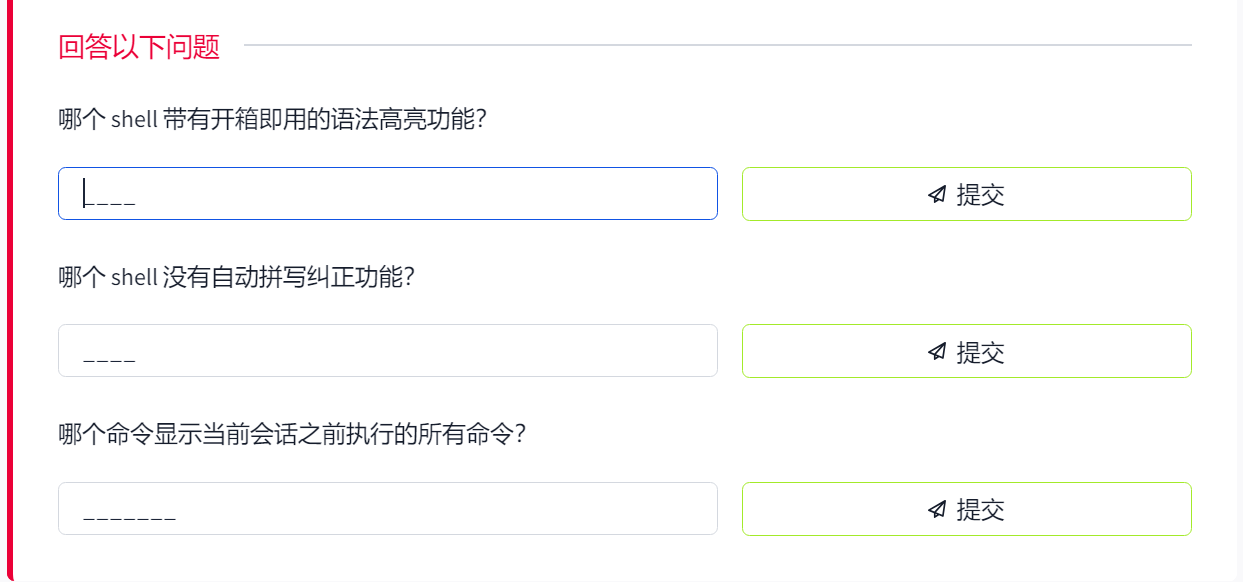 回答以下问题
哪个 shell 带有开箱即用的语法高亮功能？
____
提交
哪个 shell 没有自动拼写纠正功能？
____
提交
哪个命令显示当前会话之前执行的所有命令？
_______
提交